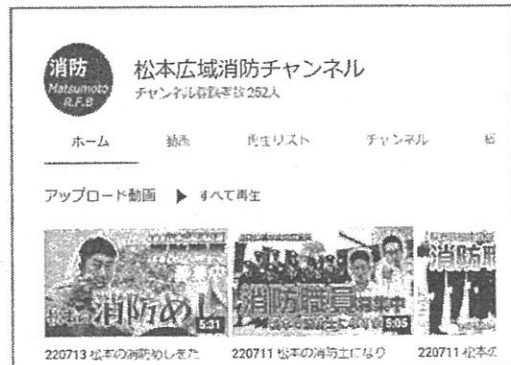 消防
Matsumoto
R.F.B
松本広域消防チャンネル
チャンネル登録者数 252人
ホーム
動画
再生リスト
チャンネル
アップロード動画 ▶ すべて再生
消防めし
5:31
消防職員募集中
5:05
消防職
220713 松本の消防めしをた
220711 松本の消防士になり
220711 松本の